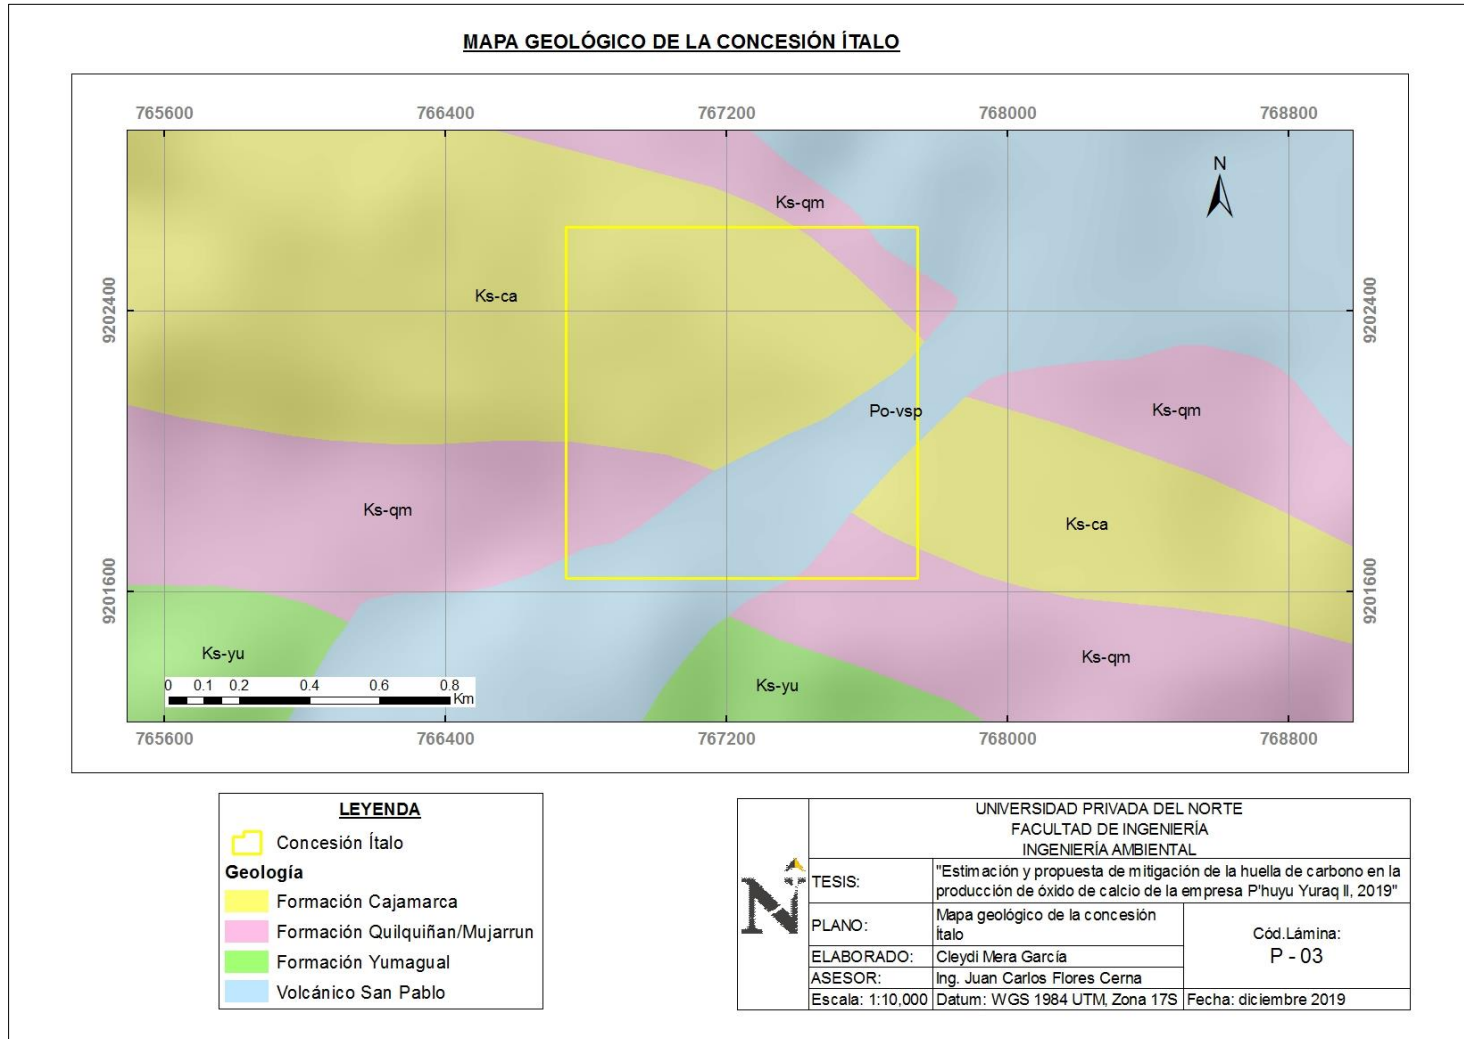 MAPA GEOLÓGICO DE LA CONCESIÓN ÍTALO
765600 766400 767200 768000 768800
N
Ks-qm
Ks-ca
9202400 9202400
Po-vsp
Ks-qm
Ks-qm
Ks-ca
9201600 9201600
Ks-yu
Ks-qm
Ks-yu
0 0.1 0.2 0.4 0.6 0.8
Km
765600 766400 767200 768000 768800
LEYENDA
Concesión Ítalo
Geología
Formación Cajamarca
Formación Quilquiñan/Mujarrun
Formación Yumagual
Volcánico San Pablo
UNIVERSIDAD PRIVADA DEL NORTE
FACULTAD DE INGENIERÍA
INGENIERÍA AMBIENTAL
N
TESIS:
"Estimación y propuesta de mitigación de la huella de carbono en la
producción de óxido de calcio de la empresa P'huyu Yuraq II, 2019"
PLANO:
Mapa geológico de la concesión
Ítalo
Cód.Lámina:
P - 03
ELABORADO: Cleydi Mera García
ASESOR: Ing. Juan Carlos Flores Cerna
Escala: 1:10,000 Datum: WGS 1984 UTM, Zona 17S Fecha: diciembre 2019